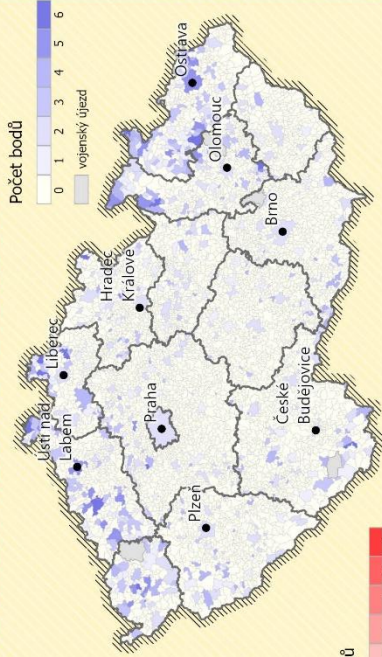 Počet bodů
0 1 2 3 4 5 6
vojenský újezd
Ústí nad
Labem
Liberec
Hradec
Králové
Praha
Plzeň
České
Budějovice
Brno
Olomouc
Ostrava
ů